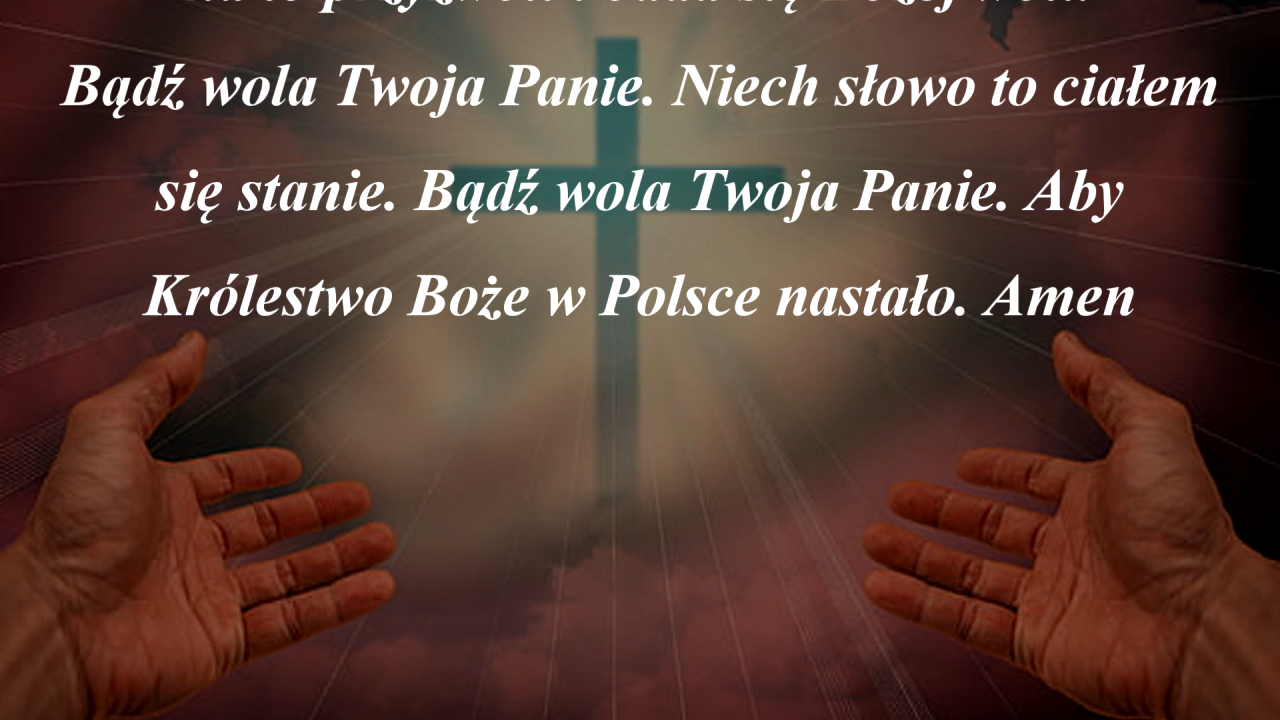 Bądź wola Twoja Panie. Niech słowo to ciałem
się stanie. Bądź wola Twoja Panie. Aby
Królestwo Boże w Polsce nastało. Amen